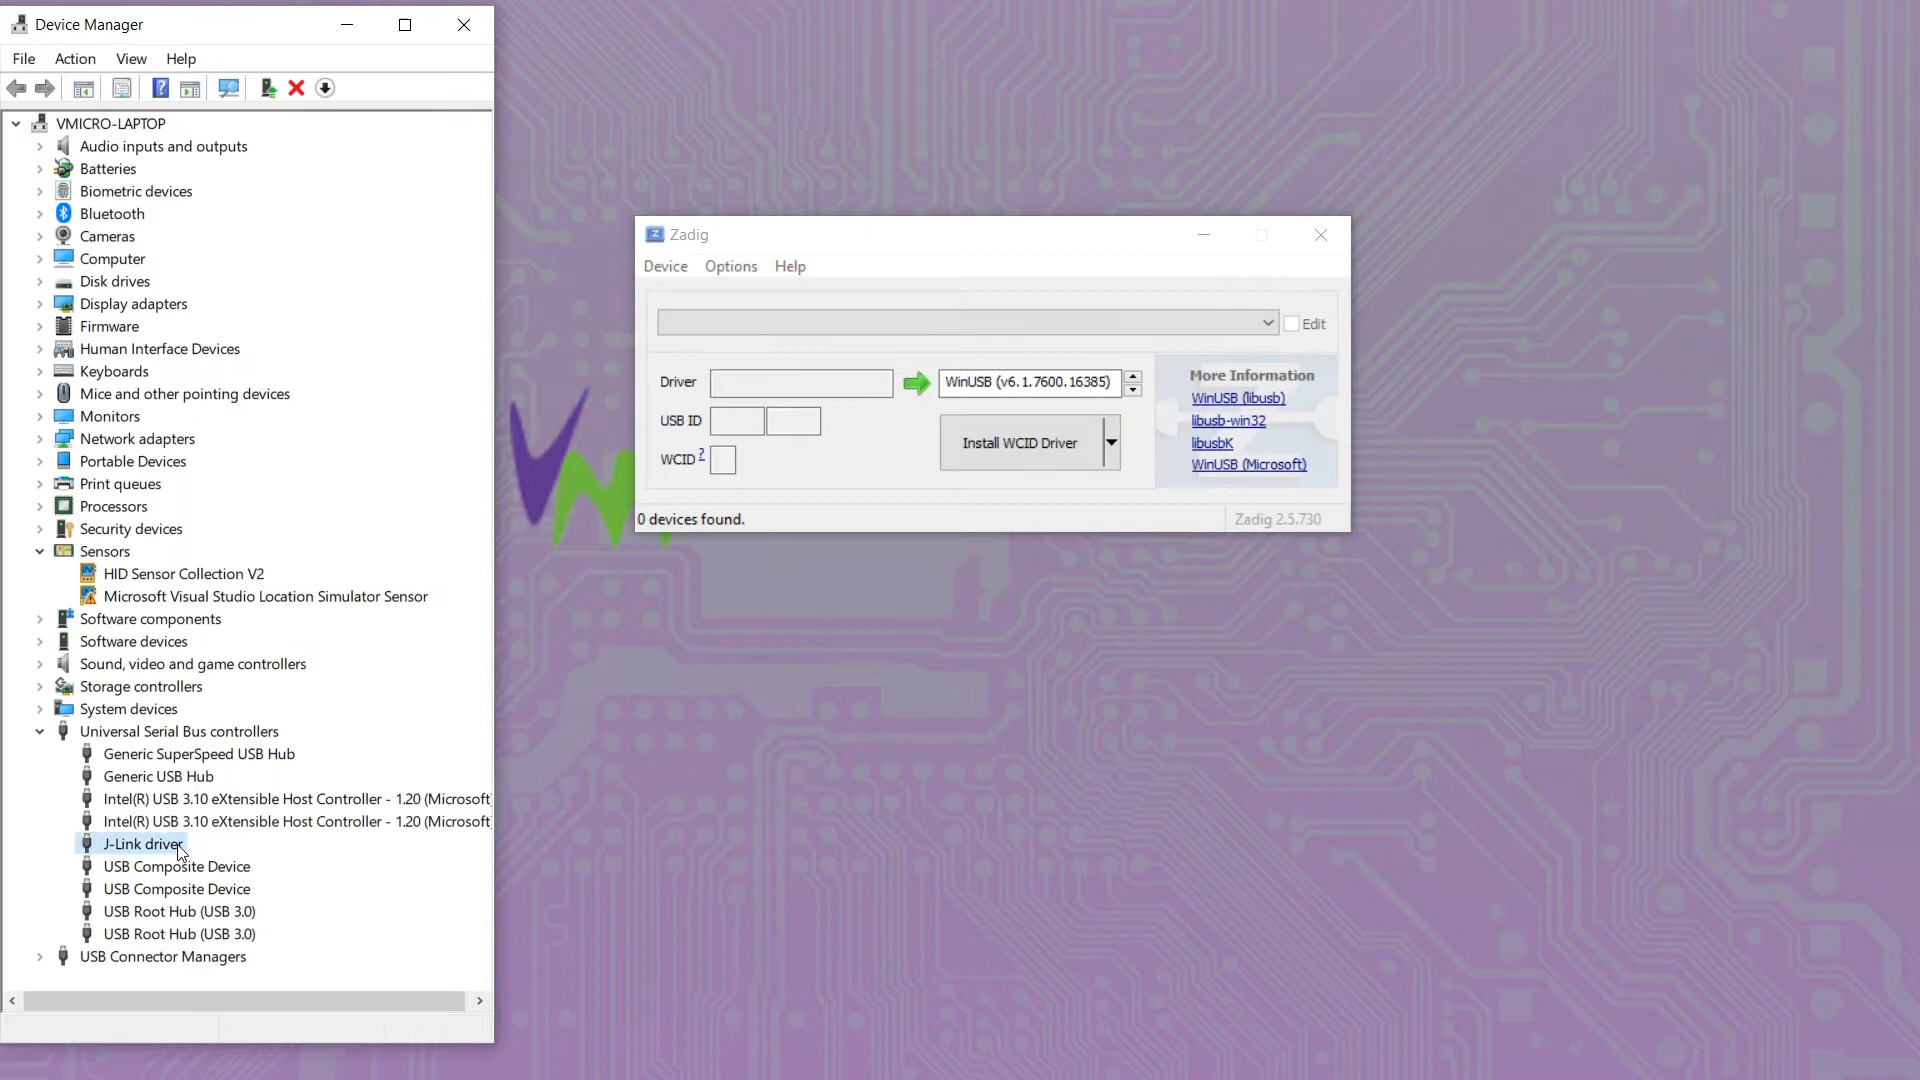 Device Manager
File Action View Help
VMICRO-LAPTOP
Audio inputs and outputs
Batteries
Biometric devices
Bluetooth
Cameras
Computer
Disk drives
Display adapters
Firmware
Human Interface Devices
Keyboards
Mice and other pointing devices
Monitors
Network adapters
Portable Devices
Print queues
Processors
Security devices
Sensors
HID Sensor Collection V2
Microsoft Visual Studio Location Simulator Sensor
Software components
Software devices
Sound, video and game controllers
Storage controllers
System devices
Universal Serial Bus controllers
Generic SuperSpeed USB Hub
Generic USB Hub
Intel(R) USB 3.10 eXtensible Host Controller - 1.20 (Microsoft)
Intel(R) USB 3.10 eXtensible Host Controller - 1.20 (Microsoft)
J-Link driver
USB Composite Device
USB Composite Device
USB Root Hub (USB 3.0)
USB Root Hub (USB 3.0)
USB Connector Managers
Zadig
Device Options Help
Edit
Driver
WinUSB (v6.1.7600.16385)
USB ID
WCID ?
Install WCID Driver
More Information
WinUSB (libusb)
libusb-win32
libusbK
WinUSB (Microsoft)
0 devices found.
Zadig 2.5.730